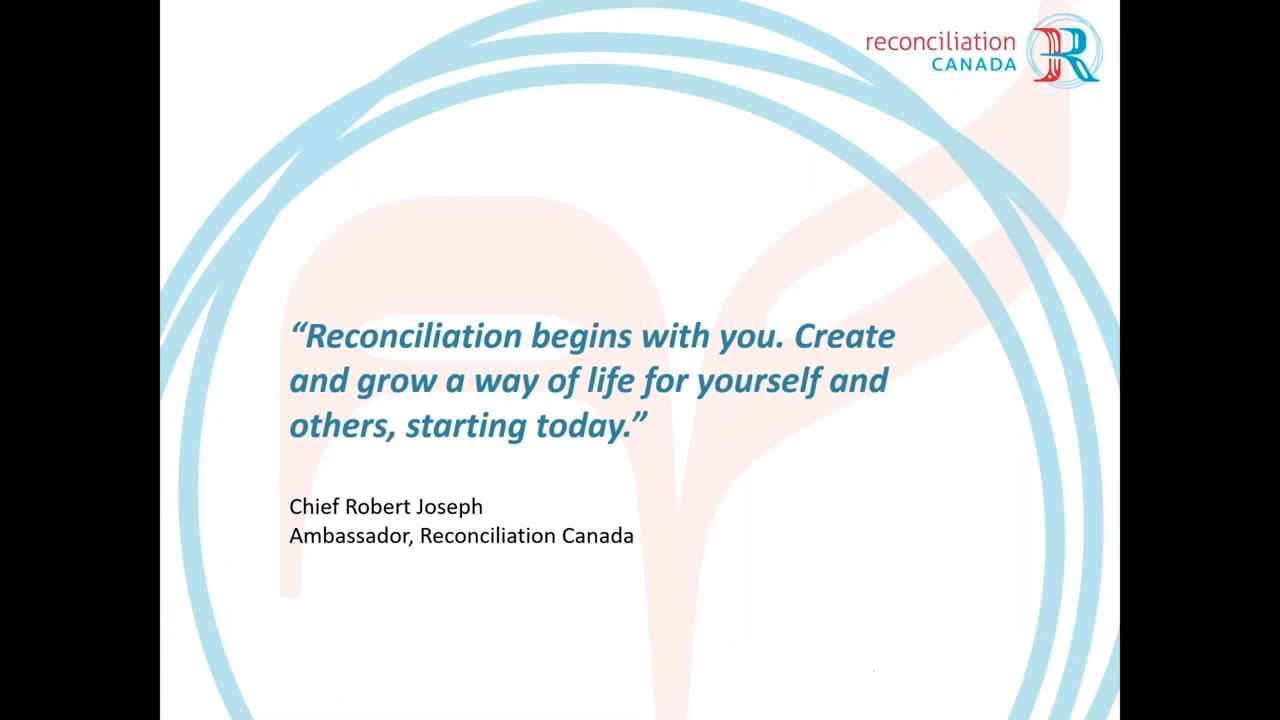 reconciliation
CANADA
R
“Reconciliation begins with you. Create
and grow a way of life for yourself and
others, starting today.”
Chief Robert Joseph
Ambassador, Reconciliation Canada